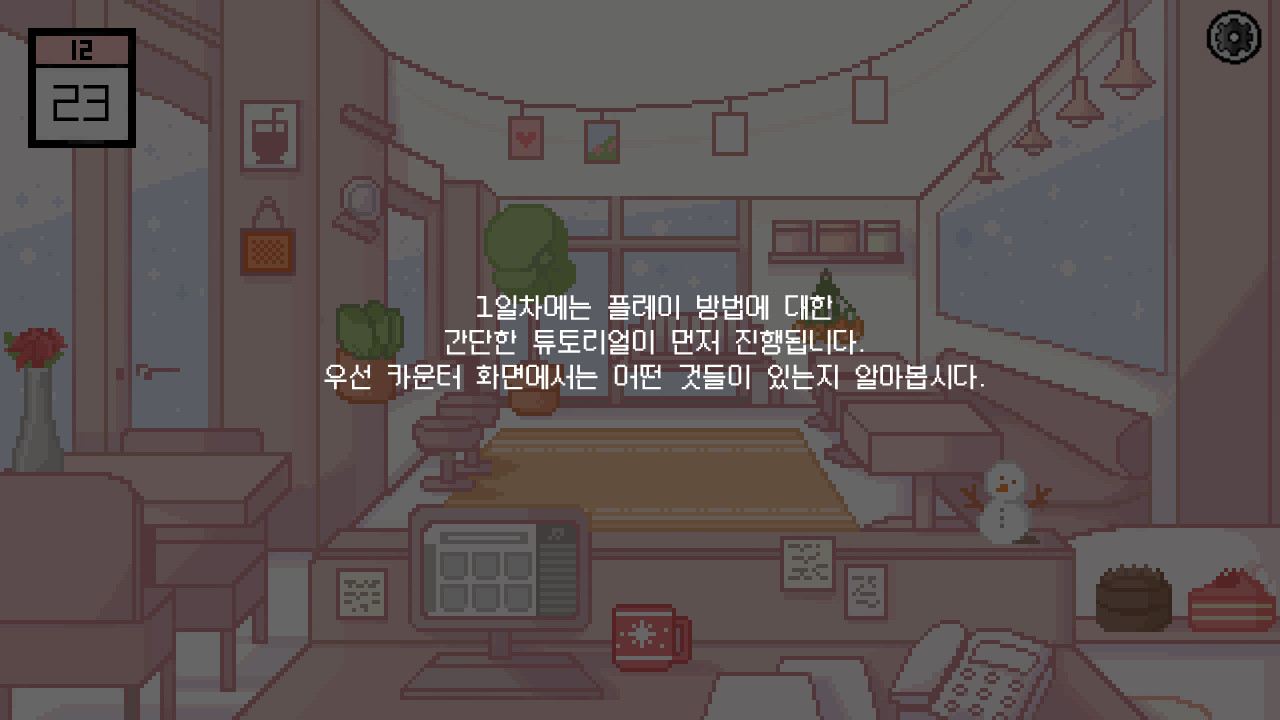 12
23
1일차에는 플레이 방법에 대한
간단한 튜토리얼이 먼저 진행됩니다.
우선 카운터 화면에서는 어떤 것들이 있는지 알아봅시다.